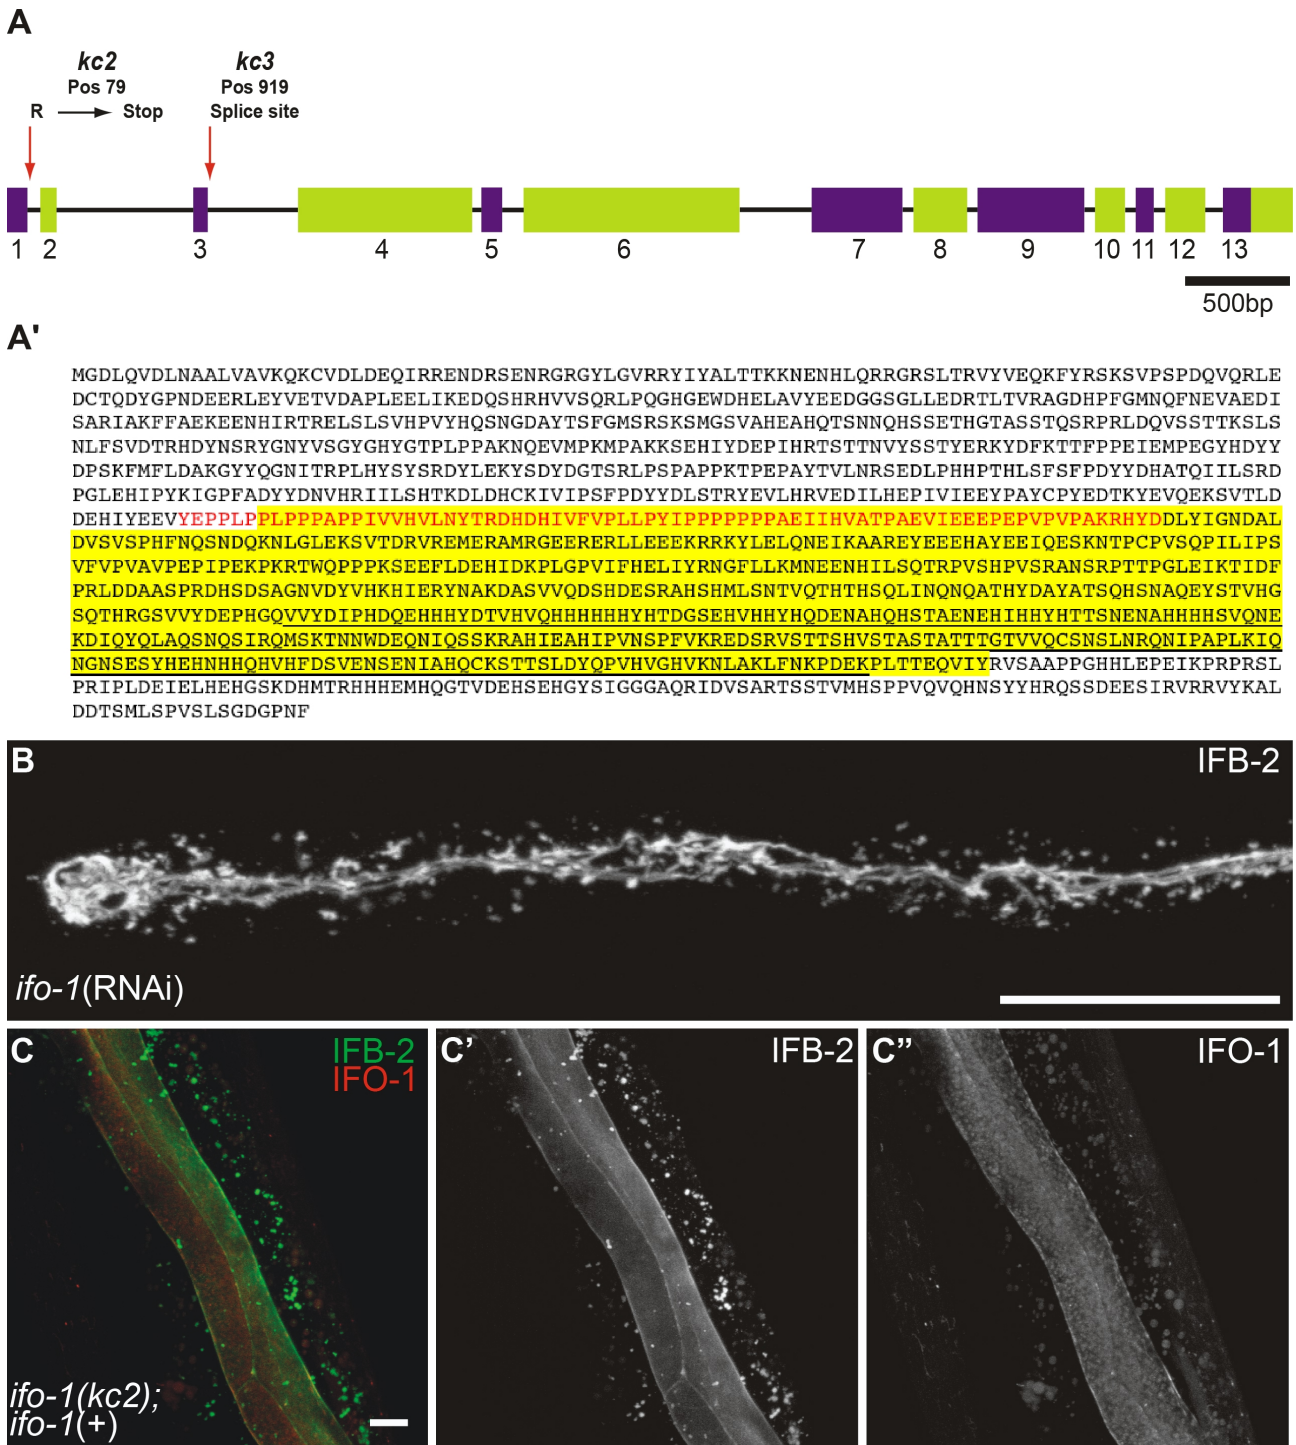 A
kc2
kc3
Pos 79
Pos 919
R
Stop
Splice site
1 2 3 4 5 6 7 8 9 10 11 12 13
500bp
A'
MGDLQVDLNAALVAVKQKCVDLDEQIRRENDRSENRGRGYLGVRRYIYALTTKKNENHLQRRGRSLTRVYVEQKFYRSKSVPSPDQVQRLE
DCTQDYGPNDEERLEYVETVDAPLEELIKEDQSHRHVVSQRLPQGHGEWDHELAVYEEDGGSGLLEDRTLTVRAGDHPFGMNQFNEVAEDI
SARIAKFFAEKEENHIRTRELSLSVHPVYHQSNGDAYTSFGMSRSKSMGSVAHEAHQTSNNQHSSETHGTASSTQSRPRLDQVSSTTKSLS
NLFSVDTRHDYNSRYGNYVSGYGHYGTPLPPAKNQEVMPKMPAKKSEHIYDEPIHRTSTTNVYSSTYERKYDFKTTFPPEIEMPEGYHDYY
DPSKFMFLDAKGYYQGNITRPLHYSYSRDYLEKYSDYDGTSRLPSPAPPKTPEPAYTVLNRSEDLPHHPTHLSFSFPDYYDHATQIILSRD
PGLEHIPYKIGPFADYYDNVHRIILSHTKDLDHCKIVIPSFPDYYDLSTRYEVLHRVEDILHEPIVIEEYPAYCPYEDTKYEVQEKSVTLD
DEHIYEEVYEPPLPPLPPPAPPIVVHVLNYTRDHDHIVFVPLLPYIPPPPPPPAEIIHVATPAEVIEEEPEPVPVPAKRHYDDLYIGNDAL
DVSVSPHFNQSNDQKNLGLEKSVTDRVREMERAMRGEERERLLEEEKRRKYLELQNEIKAAREYEEEHAYEEIQESKNTPCPVSQPILIPS
VFVPVAVPEPIPEKPKRTWQPPPKSEEFLDEHIDKPLGPVIFHELIYRNGFLLKMNEENHILSQTRPVSHPVSRANSRPTTPGLEIKTIDF
PRLDDAASPRDHSDSAGNVDYVHKHIERYNAKDASVVQDSHDESRASRHSMLSNTVQTHTHSQLINQNQATHYDAYATSQHSNAQEYSTVHG
SQTHRGSVVYDEPHGQVVYDIPHDQEHHHYDTVHVQHHHHHYHTDGSEHVHHYHQDENAHQHSTAENEHIHHYHTTSNENAHHHHSVQNE
KDIQYQLAQSNQSIRQMSKTNNWDEQNIQSSKRAHIEAHIPVNSPFVKREDSRVSTTSHVSTASTATTTGTVVQCSNSLNRQNIPAPLKIQ
NGNSESYHEHNHHQHVHFDSVENSENIAHQCKSTTSLDYQPVHVGHVKNLAKLFNKPDEKPLTTEQVIYRVSAAPPGHHLEPEIKPRPRSL
PRIPLDEIELHEHGSKDHMTRHHHEMHQGTVDEHSEHGYSIGGGAQRIDVSARTSSTVMHSPPVQVQHNSYYHRQSSDEESIRVRRVYKAL
DDTSMLSPVSLSGDGPNF
B
IFB-2
ifo-1(RNAi)
C
IFB-2
IFO-1
ifo-1(kc2);
ifo-1(+)
C’
IFB-2
C”
IFO-1